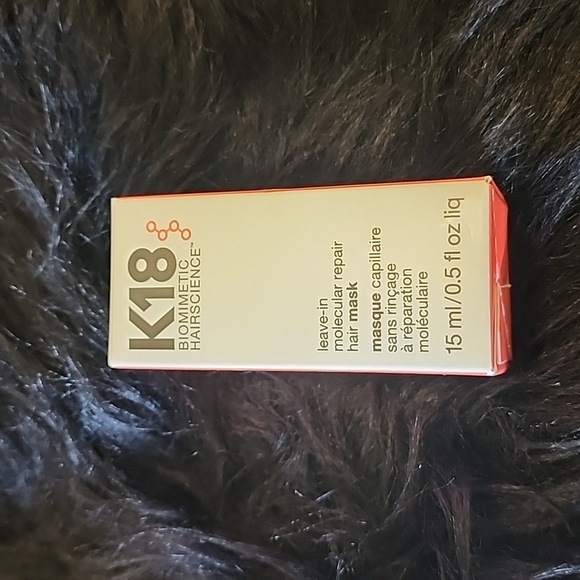 K18
BIOMIMETIC
HAIRSCIENCE™
leave-in
molecular repair
hair mask
masque capillaire
sans rinçage
à réparation
moléculaire
15 ml/0.5 fl oz liq